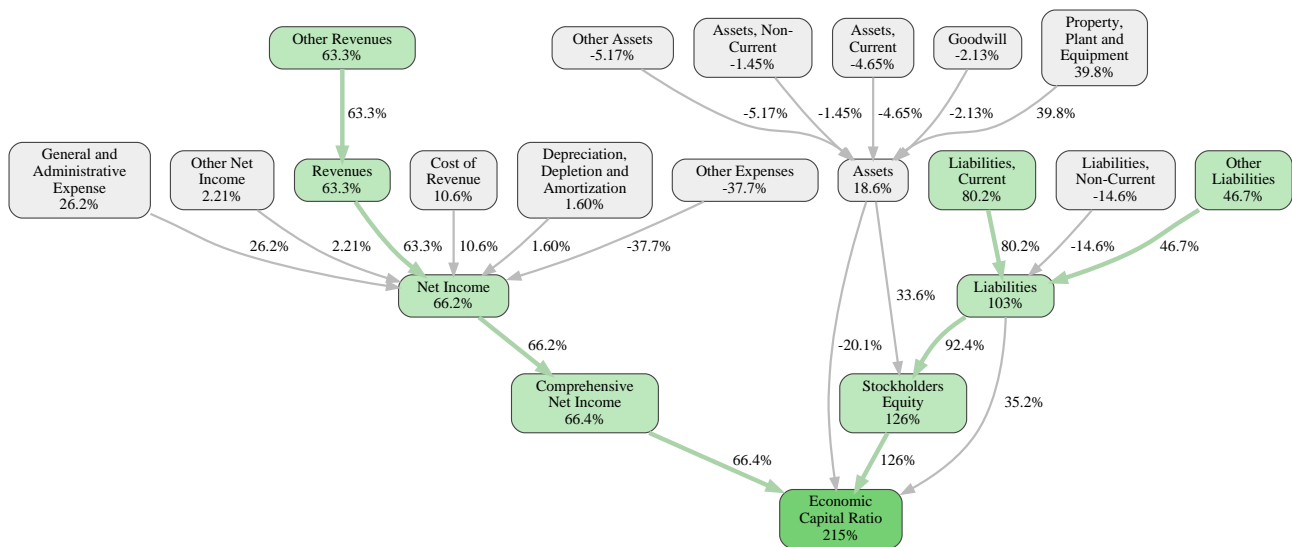 Other Revenues
63.3%
Other Assets
-5.17%
Assets, Non-
Current
-1.45%
Assets,
Current
-4.65%
Goodwill
-2.13%
Property,
Plant and
Equipment
39.8%
63.3%
-5.17%
-1.45%
-4.65%
-2.13%
39.8%
General and
Administrative
Expense
26.2%
Other Net
Income
2.21%
Revenues
63.3%
Cost of
Revenue
10.6%
Depreciation,
Depletion and
Amortization
1.60%
Other Expenses
-37.7%
Assets
18.6%
Liabilities,
Current
80.2%
Liabilities,
Non-Current
-14.6%
Other
Liabilities
46.7%
26.2%
2.21%
63.3%
10.6%
1.60%
-37.7%
80.2%
-14.6%
46.7%
Net Income
66.2%
33.6%
Liabilities
103%
66.2%
-20.1%
92.4%
Comprehensive
Net Income
66.4%
Stockholders
Equity
126%
35.2%
66.4%
126%
Economic
Capital Ratio
215%